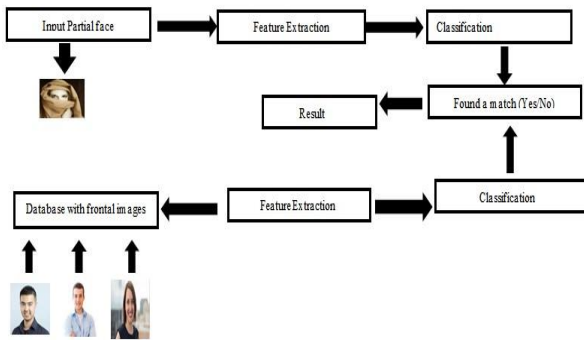 Input Partial face
Feature Extraction
Classification
Result
Found a match (Yes/No)
Database with frontal images
Feature Extraction
Classification